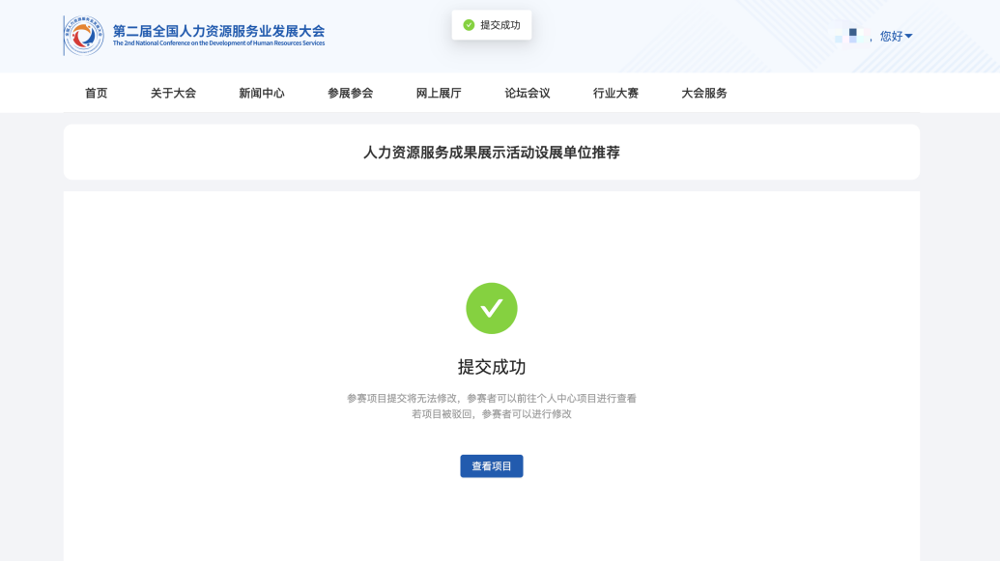 第二届全国人力资源服务业发展大会
The 2nd National Conference on the Development of Human Resources Services
提交成功
，您好
首页 关于大会 新闻中心 参展参会 网上展厅 论坛会议 行业大赛 大会服务
人力资源服务成果展示活动设展单位推荐
提交成功
参赛项目提交将无法修改，参赛者可以前往个人中心项目进行查看
若项目被驳回，参赛者可以进行修改
查看项目